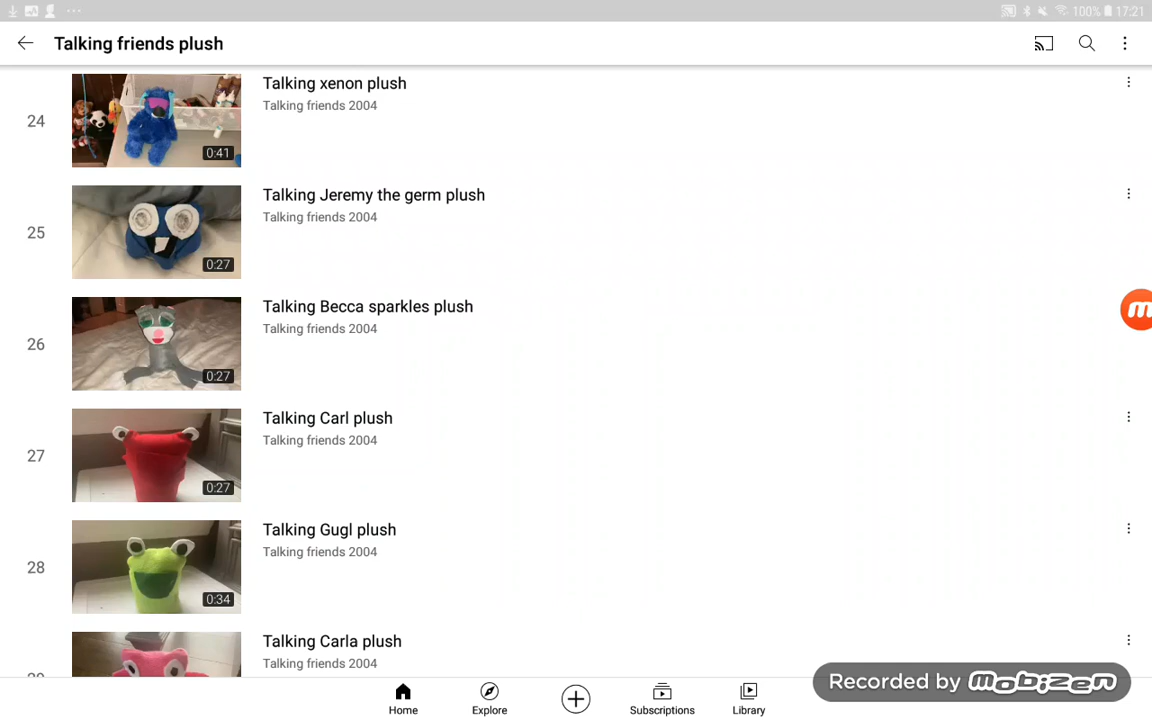 100% 17:21
Talking friends plush
24
0:41
Talking xenon plush
Talking friends 2004
25
0:27
Talking Jeremy the germ plush
Talking friends 2004
26
0:27
Talking Becca sparkles plush
Talking friends 2004
27
0:27
Talking Carl plush
Talking friends 2004
28
0:34
Talking Gugl plush
Talking friends 2004
Talking Carla plush
Talking friends 2004
Home
Explore
Subscriptions
Library
Recorded by mobizen